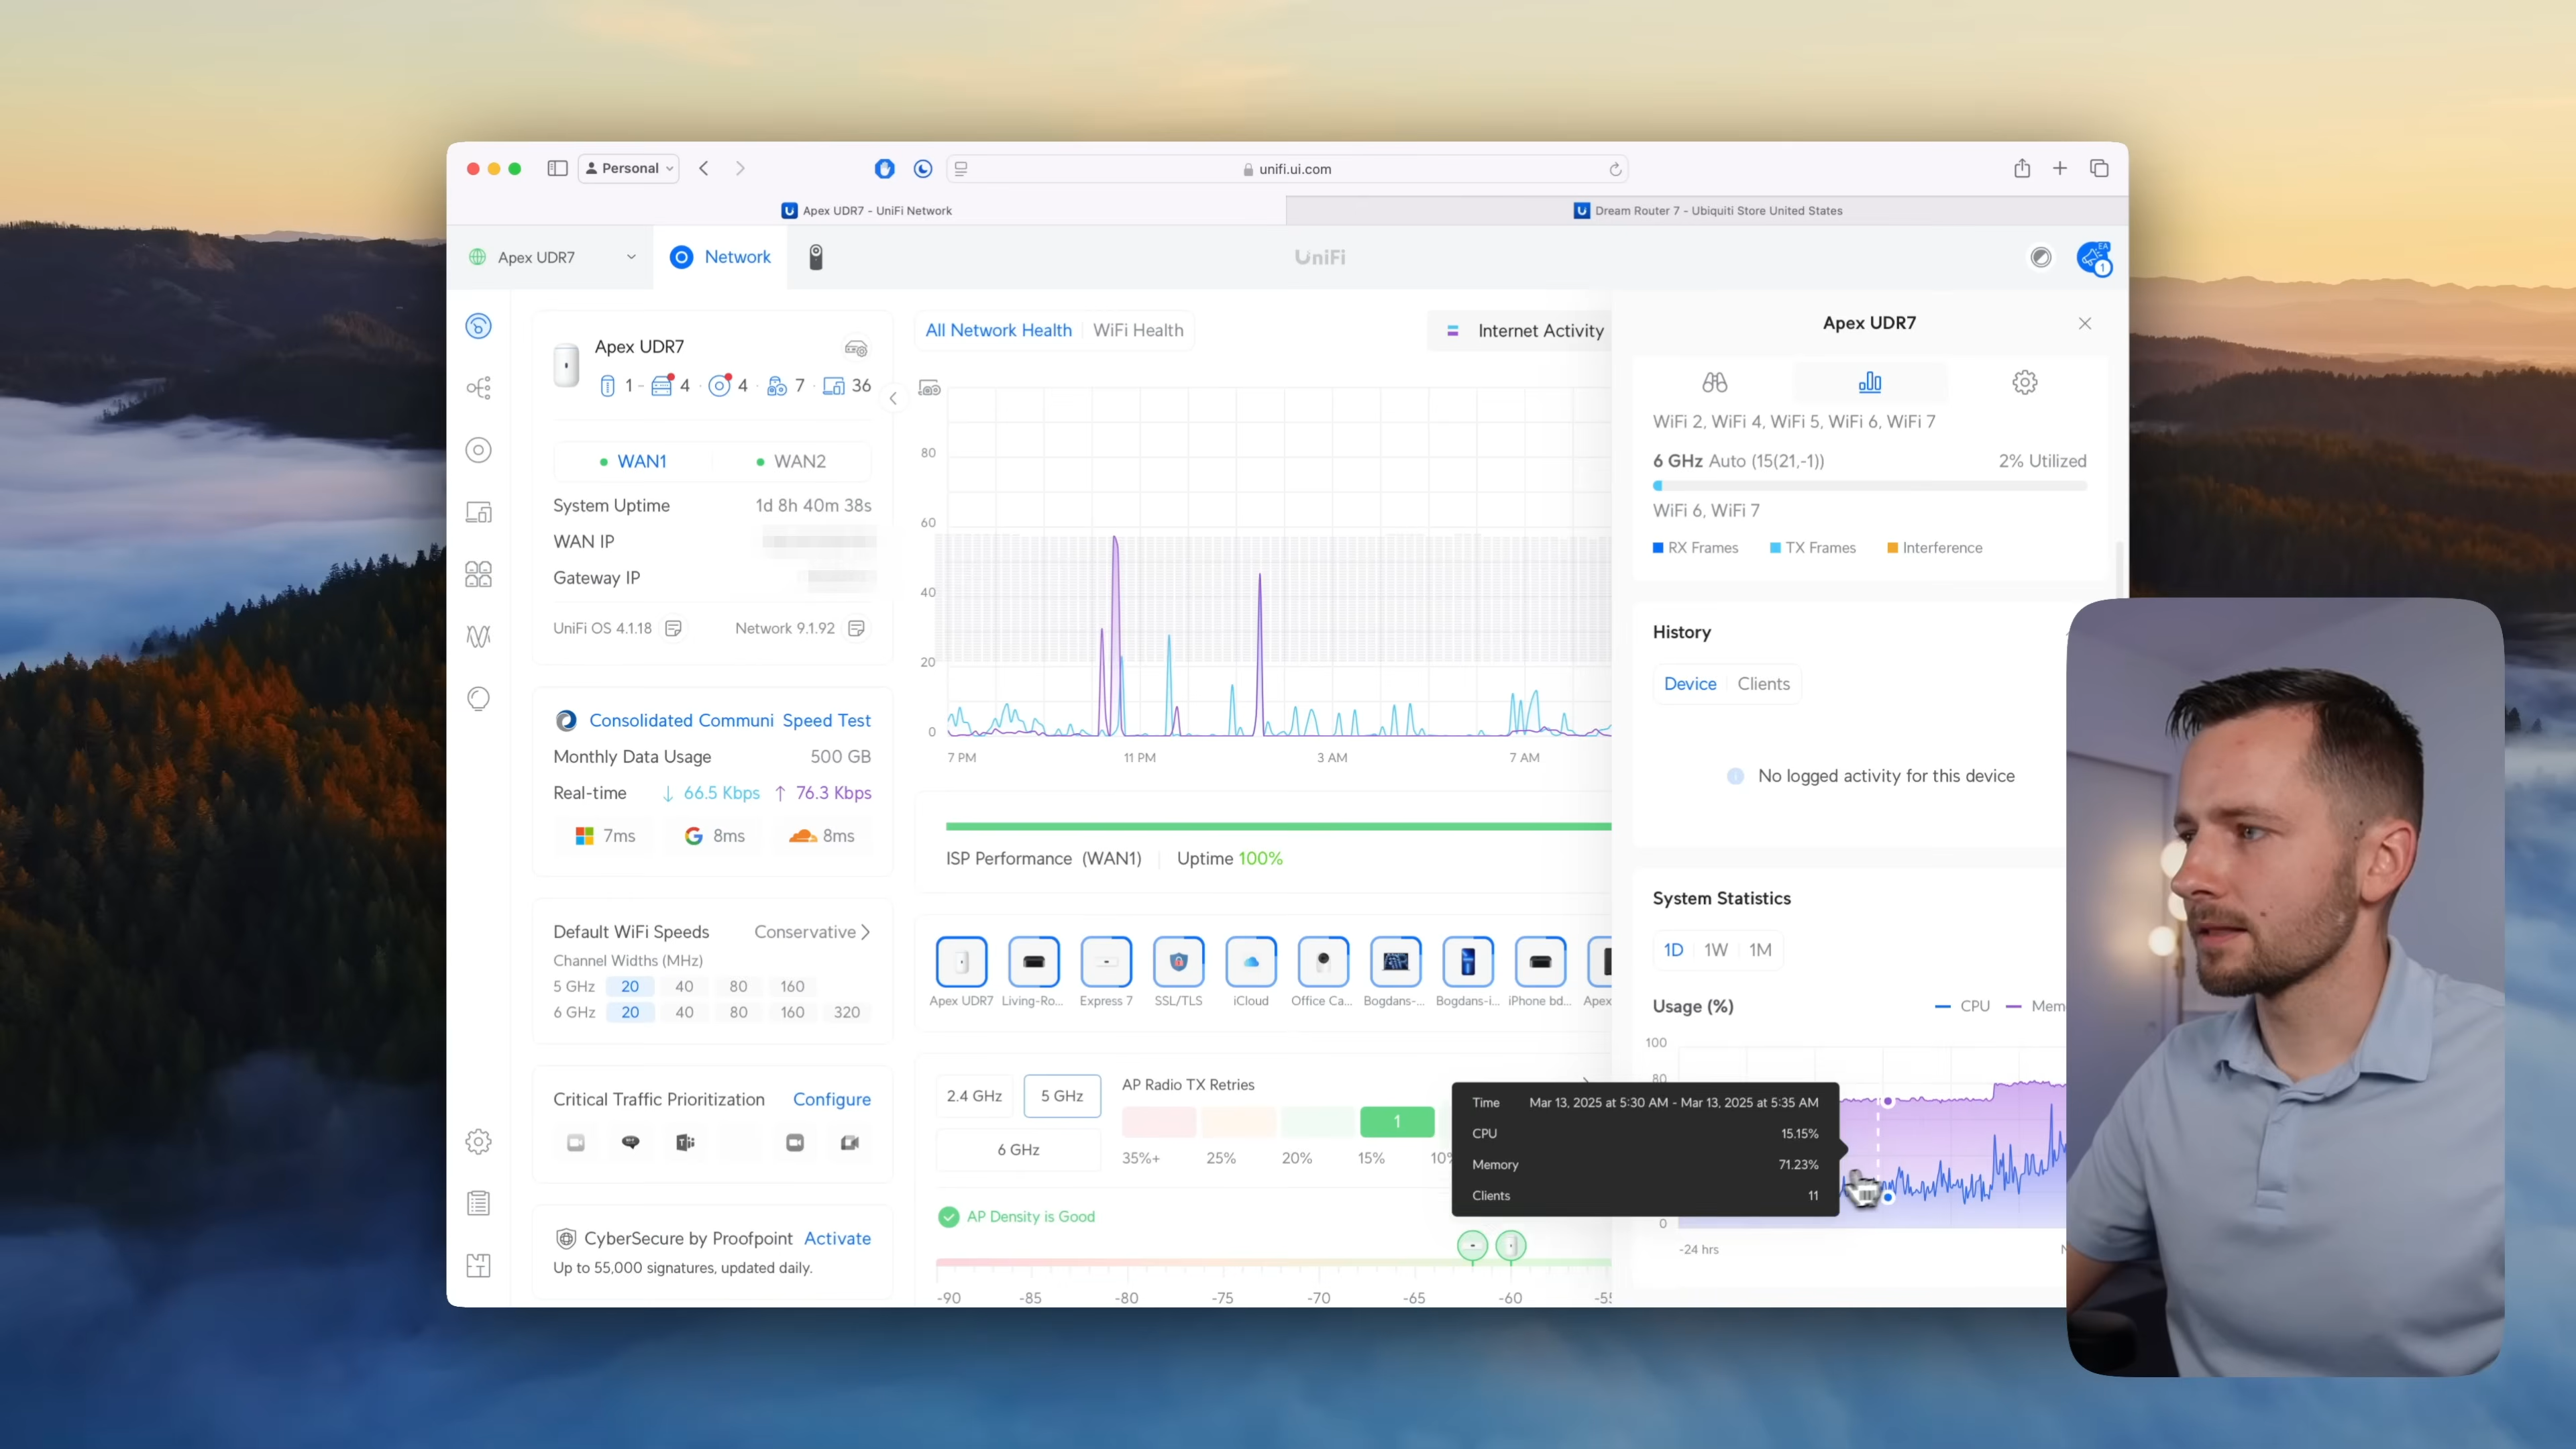 Personal
unifi.ui.com
Apex UDR7 - UniFi Network
Dream Router 7 - Ubiquiti Store United States
Apex UDR7
Network
UniFi
EA
1
Apex UDR7
1 - 4 · 4 · 7 · 36
WAN1
WAN2
System Uptime 1d 8h 40m 38s
WAN IP
Gateway IP
UniFi OS 4.1.18
Network 9.1.92
Consolidated Communi Speed Test
Monthly Data Usage 500 GB
Real-time ↓ 66.5 Kbps ↑ 76.3 Kbps
7ms 8ms 8ms
Default WiFi Speeds Conservative >
Channel Widths (MHz)
5 GHz 20 40 80 160
6 GHz 20 40 80 160 320
Critical Traffic Prioritization Configure
CyberSecure by Proofpoint Activate
Up to 55,000 signatures, updated daily.
All Network Health WiFi Health
Internet Activity
80
60
40
20
0
7 PM 11 PM 3 AM 7 AM
ISP Performance (WAN1) Uptime 100%
Apex UDR7 Living-Ro... Express 7 SSL/TLS iCloud Office Ca... Bogdans-... Bogdans-i... iPhone bd... Apex
2.4 GHz 5 GHz
6 GHz
AP Radio TX Retries
1
35%+ 25% 20% 15% 10%
AP Density is Good
-90 -85 -80 -75 -70 -65 -60 -55
Apex UDR7
WiFi 2, WiFi 4, WiFi 5, WiFi 6, WiFi 7
6 GHz Auto (15(21,-1)) 2% Utilized
WiFi 6, WiFi 7
RX Frames TX Frames Interference
History
Device Clients
No logged activity for this device
System Statistics
1D 1W 1M
Usage (%) CPU Mem
100
80
0
-24 hrs
Time Mar 13, 2025 at 5:30 AM - Mar 13, 2025 at 5:35 AM
CPU 15.15%
Memory 71.23%
Clients 11